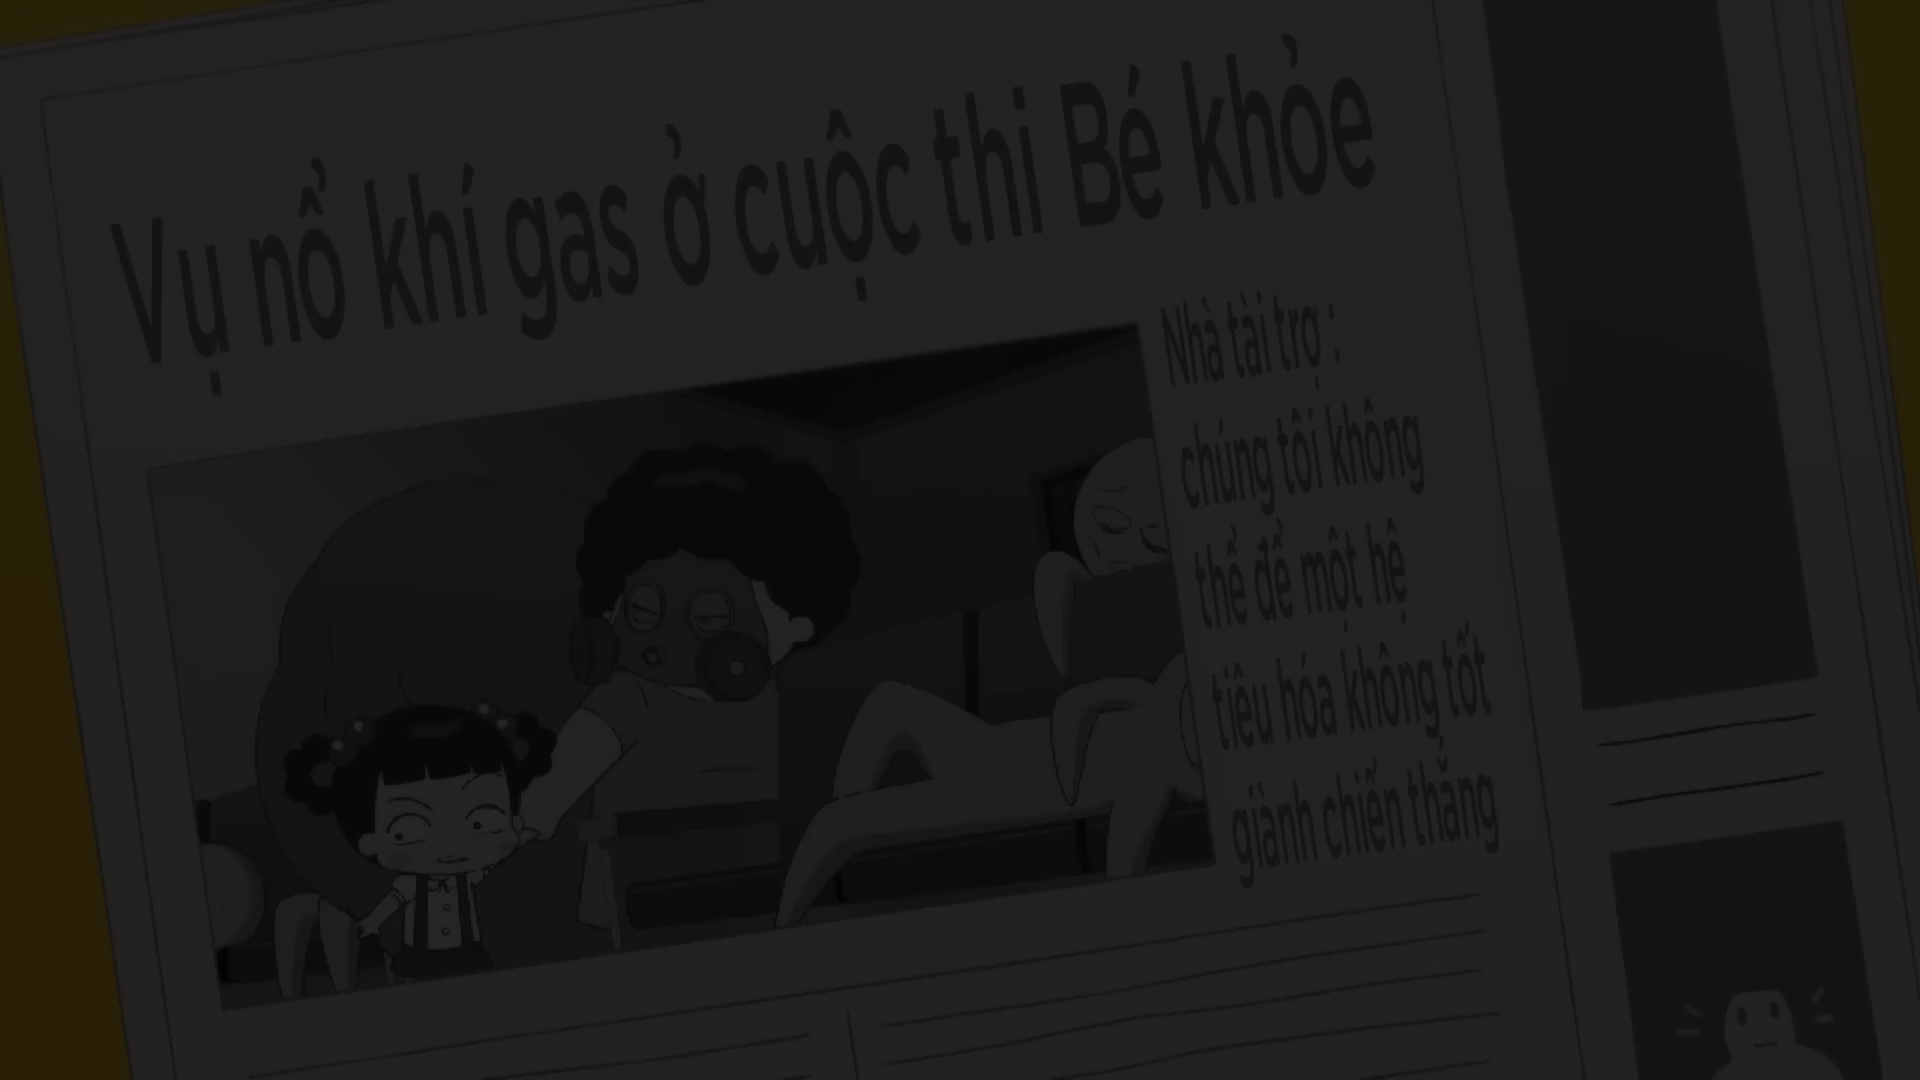 Vụ nổ khí gas ở cuộc thi Bé khỏe
Nhà tài trợ :
chúng tôi không
thể để một hệ
tiêu hóa không tốt
giành chiến thắng